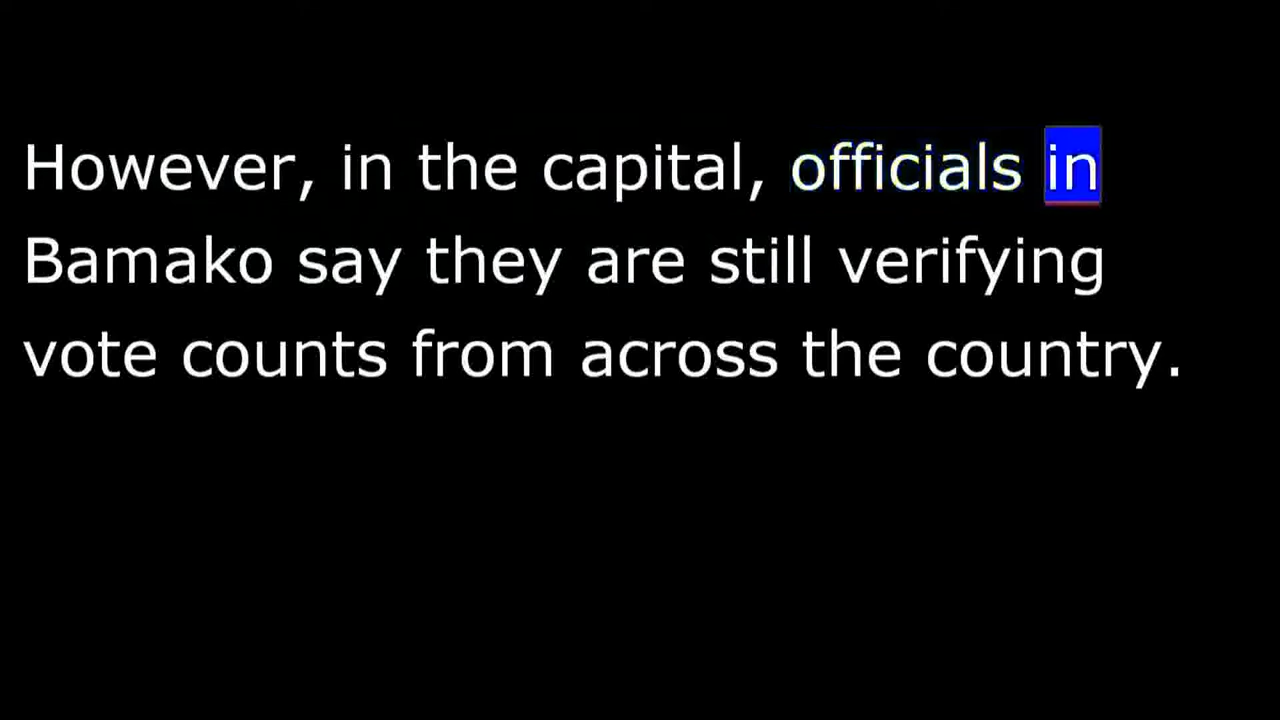 However, in the capital, officials in
Bamako say they are still verifying
vote counts from across the country.